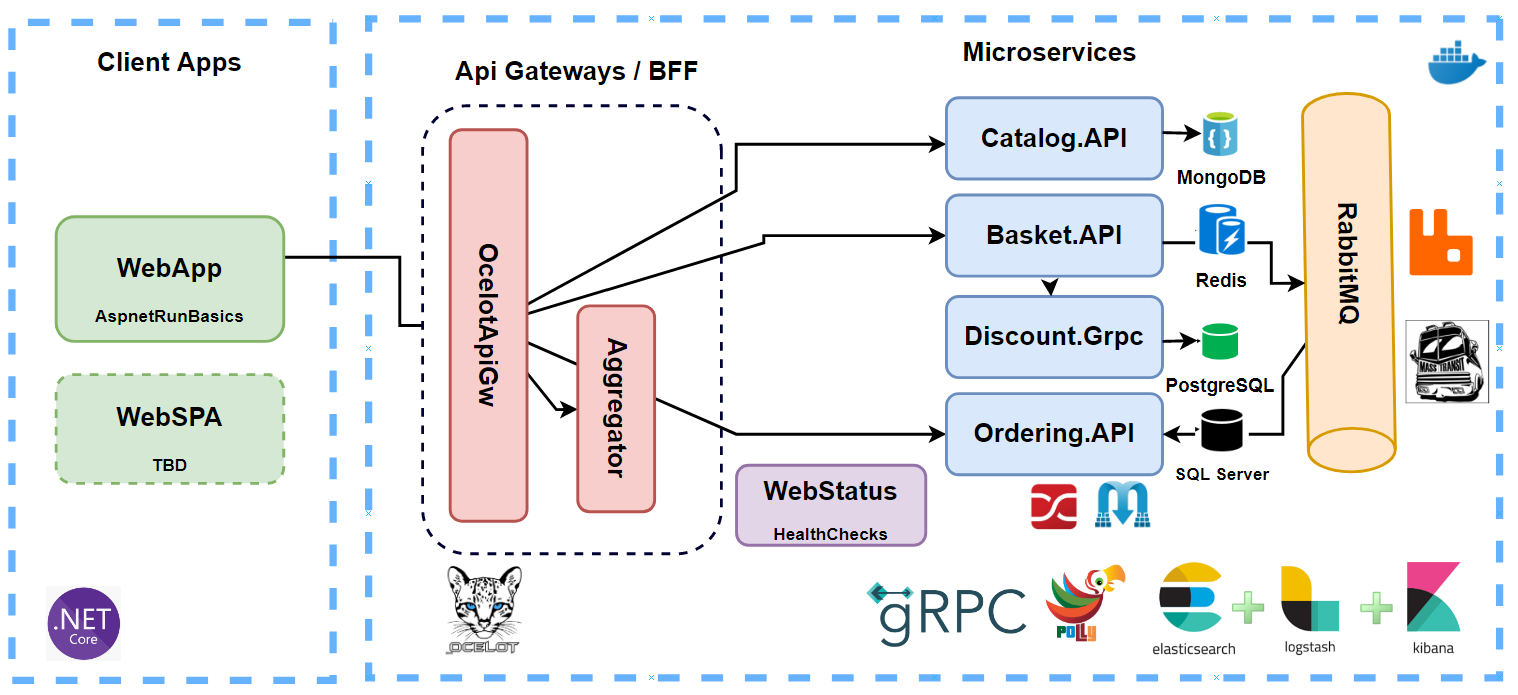 Client Apps
WebApp
AspnetRunBasics
WebSPA
TBD
.NET
Core
Api Gateways / BFF
OcelotApiGw
Aggregator
OCELOT
Microservices
Catalog.API
MongoDB
Basket.API
Redis
Discount.Grpc
PostgreSQL
Ordering.API
SQL Server
WebStatus
HealthChecks
RabbitMQ
MASS TRANSIT
gRPC
POLLY
elasticsearch
logstash
kibana